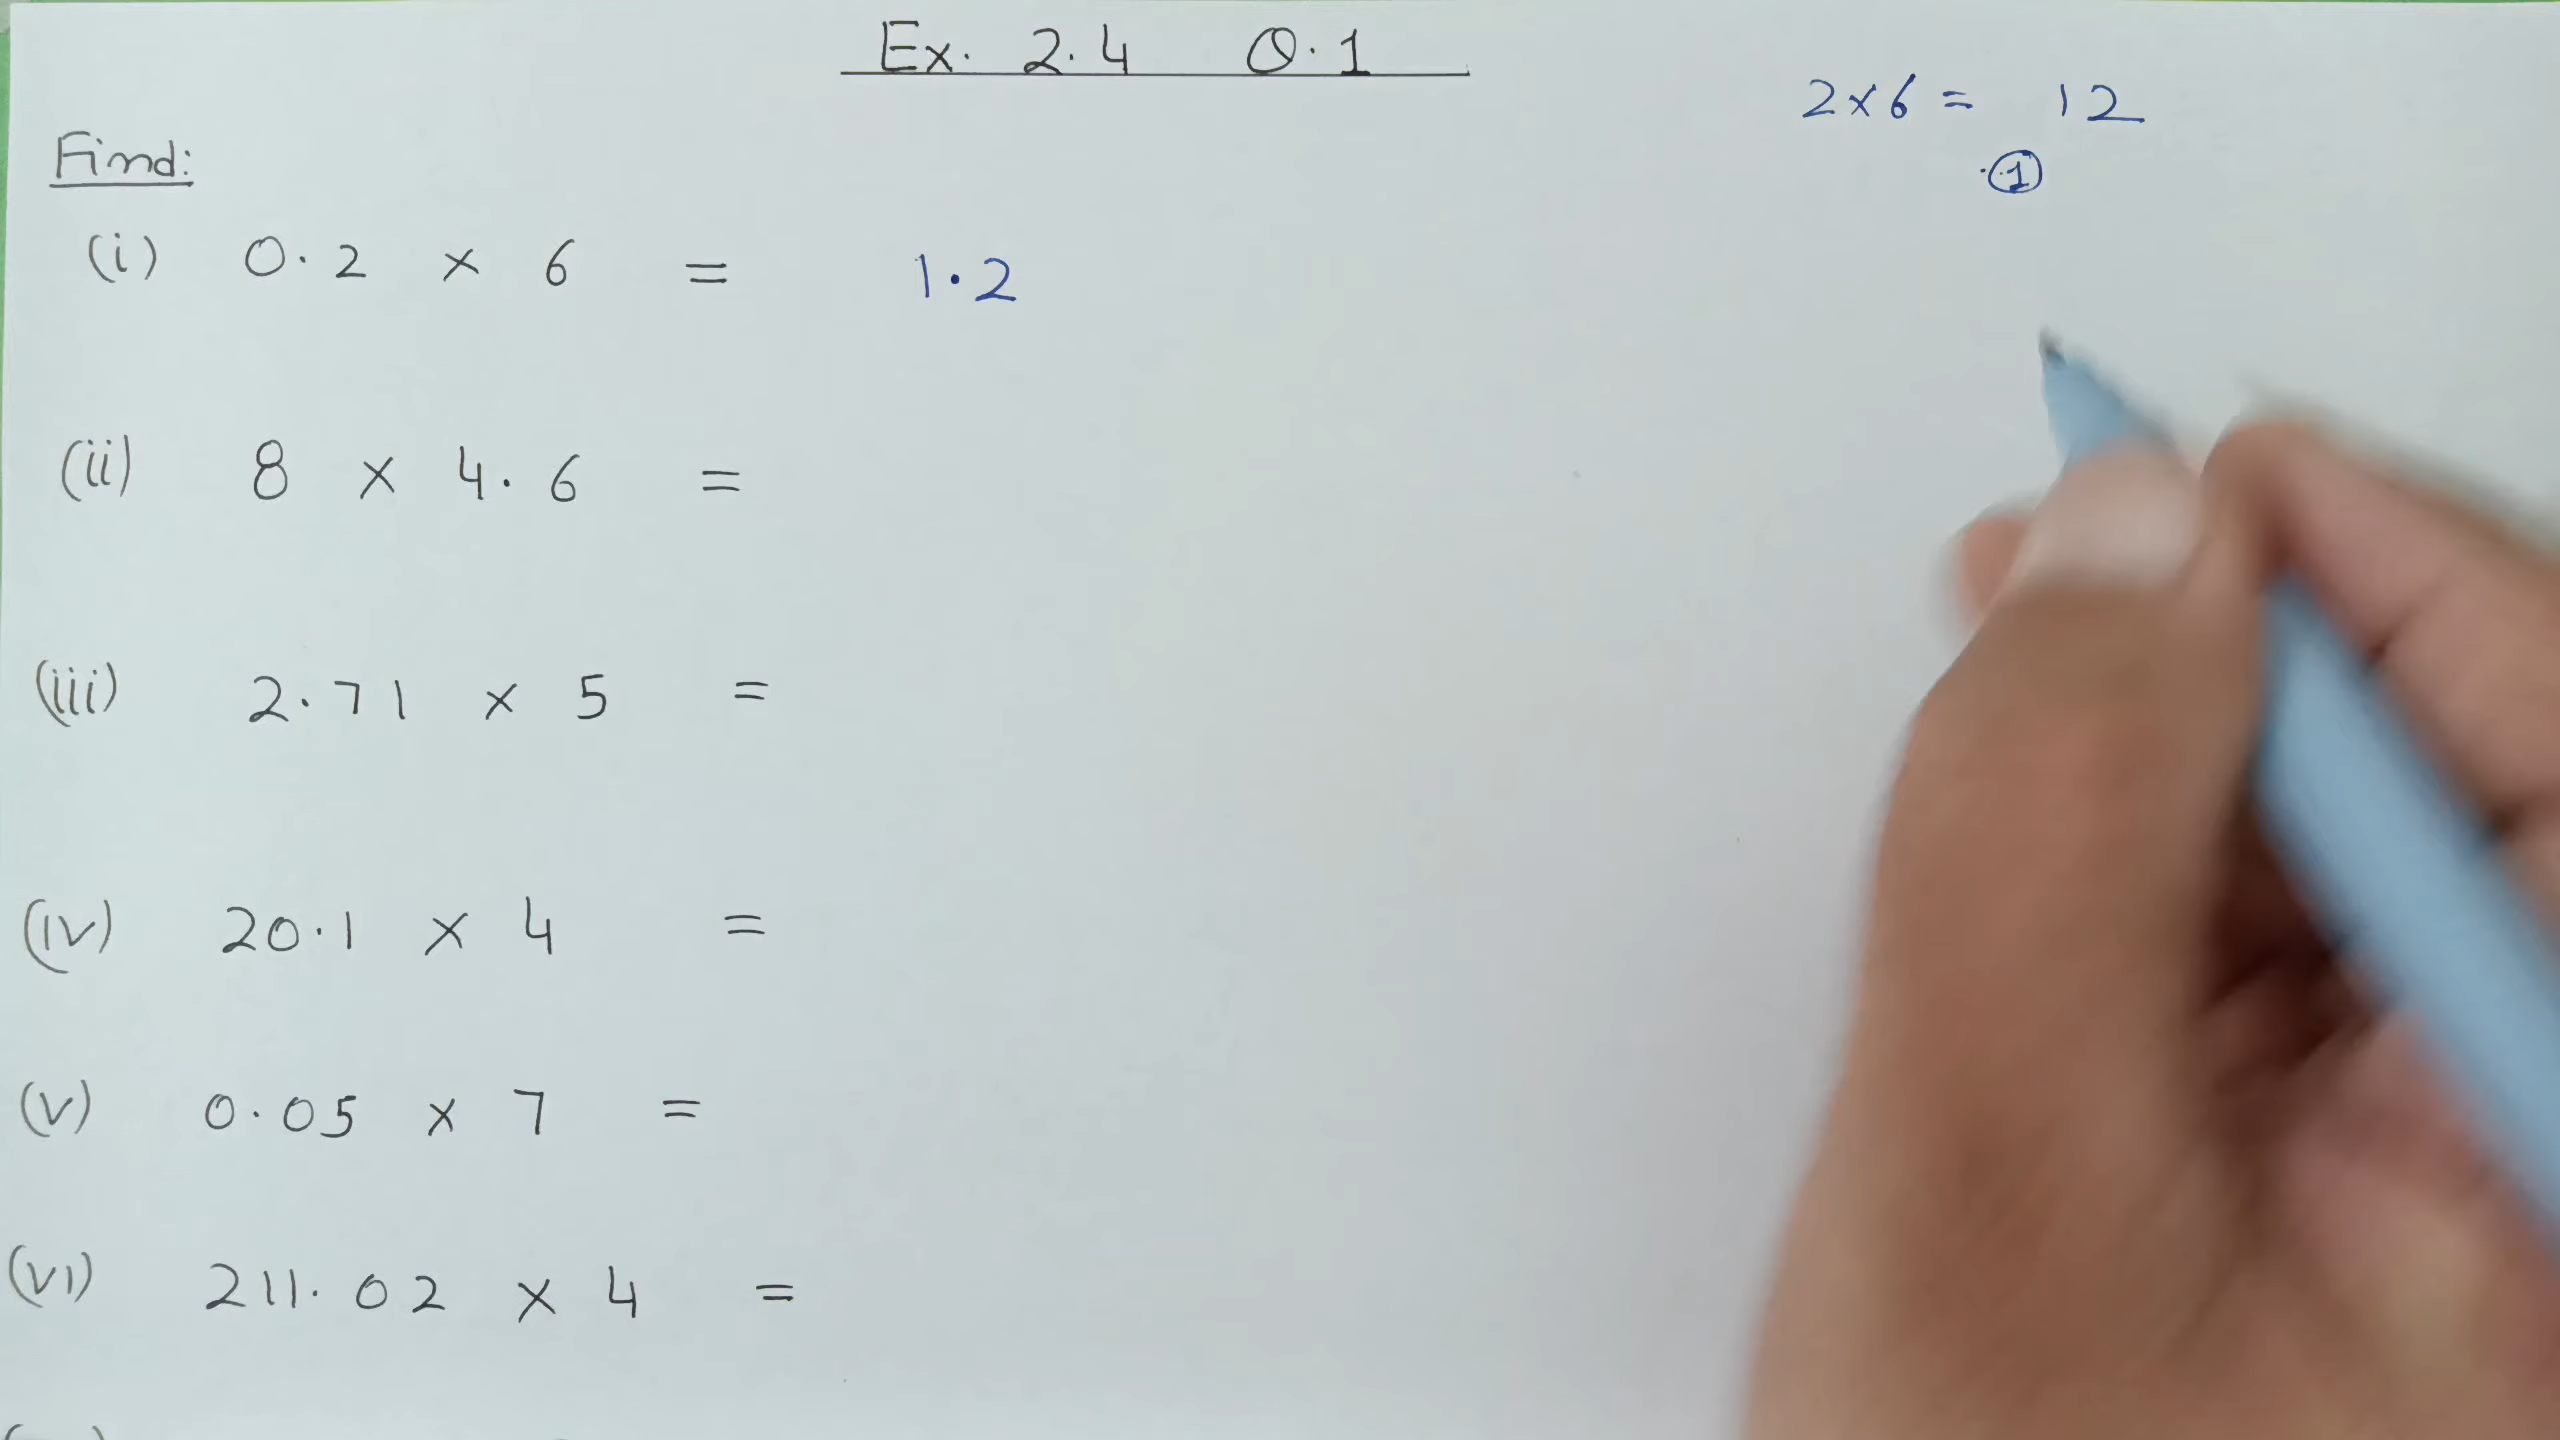 Ex. 2.4 Q.1
2 × 6 = 12
.1
Find:
(i) 0.2 × 6 = 1.2
(ii) 8 × 4.6 =
(iii) 2.71 × 5 =
(iv) 20.1 × 4 =
(v) 0.05 × 7 =
(vi) 211.02 × 4 =